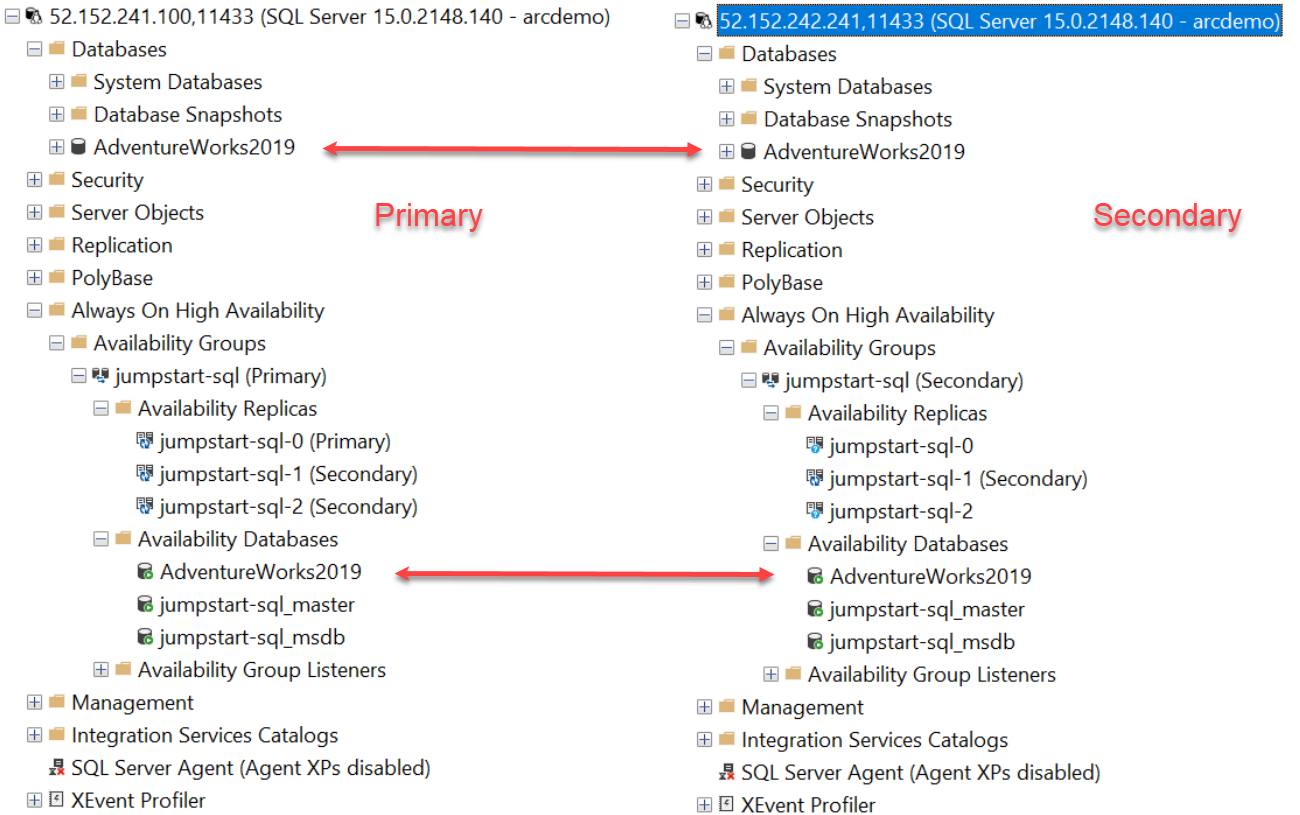 52.152.241.100,11433 (SQL Server 15.0.2148.140 - arcdemo)
Databases
System Databases
Database Snapshots
AdventureWorks2019
Security
Server Objects
Replication
PolyBase
Always On High Availability
Availability Groups
jumpstart-sql (Primary)
Availability Replicas
jumpstart-sql-0 (Primary)
jumpstart-sql-1 (Secondary)
jumpstart-sql-2 (Secondary)
Availability Databases
AdventureWorks2019
jumpstart-sql_master
jumpstart-sql_msdb
Availability Group Listeners
Management
Integration Services Catalogs
SQL Server Agent (Agent XPs disabled)
XEvent Profiler
Primary
52.152.242.241,11433 (SQL Server 15.0.2148.140 - arcdemo)
Databases
System Databases
Database Snapshots
AdventureWorks2019
Security
Server Objects
Replication
PolyBase
Always On High Availability
Availability Groups
jumpstart-sql (Secondary)
Availability Replicas
jumpstart-sql-0
jumpstart-sql-1 (Secondary)
jumpstart-sql-2
Availability Databases
AdventureWorks2019
jumpstart-sql_master
jumpstart-sql_msdb
Availability Group Listeners
Management
Integration Services Catalogs
SQL Server Agent (Agent XPs disabled)
XEvent Profiler
Secondary